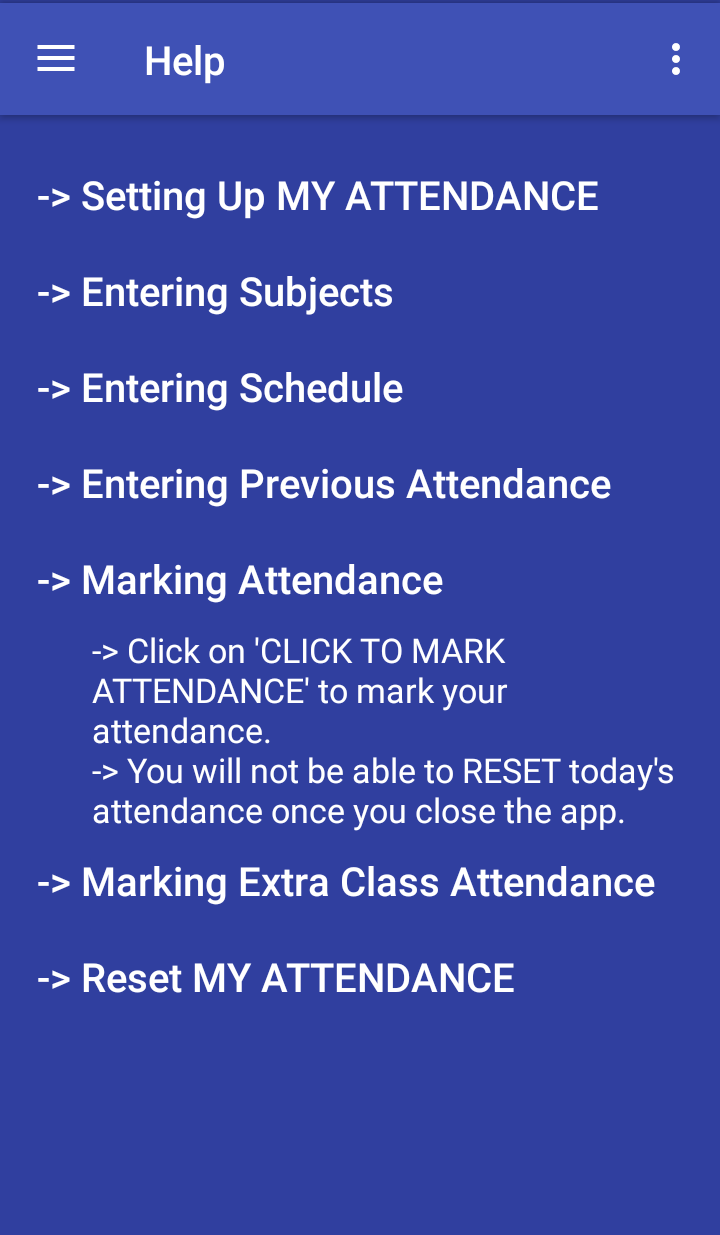 Help
-> Setting Up MY ATTENDANCE
-> Entering Subjects
-> Entering Schedule
-> Entering Previous Attendance
-> Marking Attendance
-> Click on 'CLICK TO MARK
ATTENDANCE' to mark your
attendance.
-> You will not be able to RESET today's
attendance once you close the app.
-> Marking Extra Class Attendance
-> Reset MY ATTENDANCE